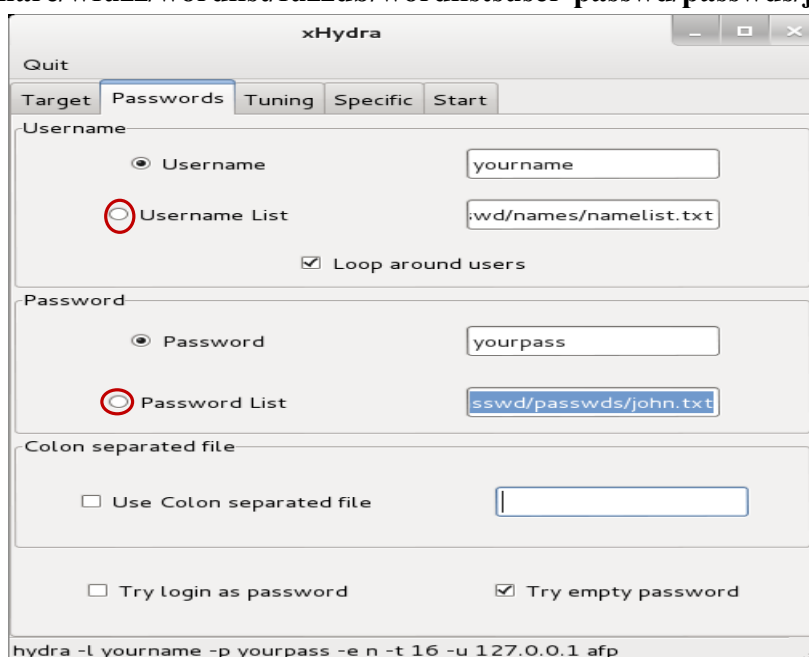 xHydra
Quit
Target Passwords Tuning Specific Start
Username
Username yourname
Username List wd/names/namelist.txt
Loop around users
Password
Password yourpass
Password List sswd/passwds/john.txt
Colon separated file
Use Colon separated file
Try login as password Try empty password
hydra -l yourname -p yourpass -e n -t 16 -u 127.0.0.1 afp